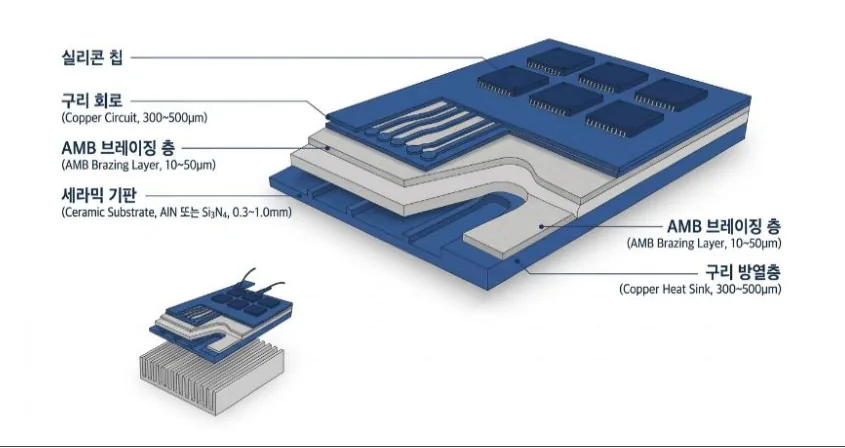 실리콘 칩
구리 회로
(Copper Circuit, 300~500μm)
AMB 브레이징 층
(AMB Brazing Layer, 10~50μm)
세라믹 기판
(Ceramic Substrate, AlN 또는 Si₃N₄, 0.3~1.0mm)
AMB 브레이징 층
(AMB Brazing Layer, 10~50μm)
구리 방열층
(Copper Heat Sink, 300~500μm)